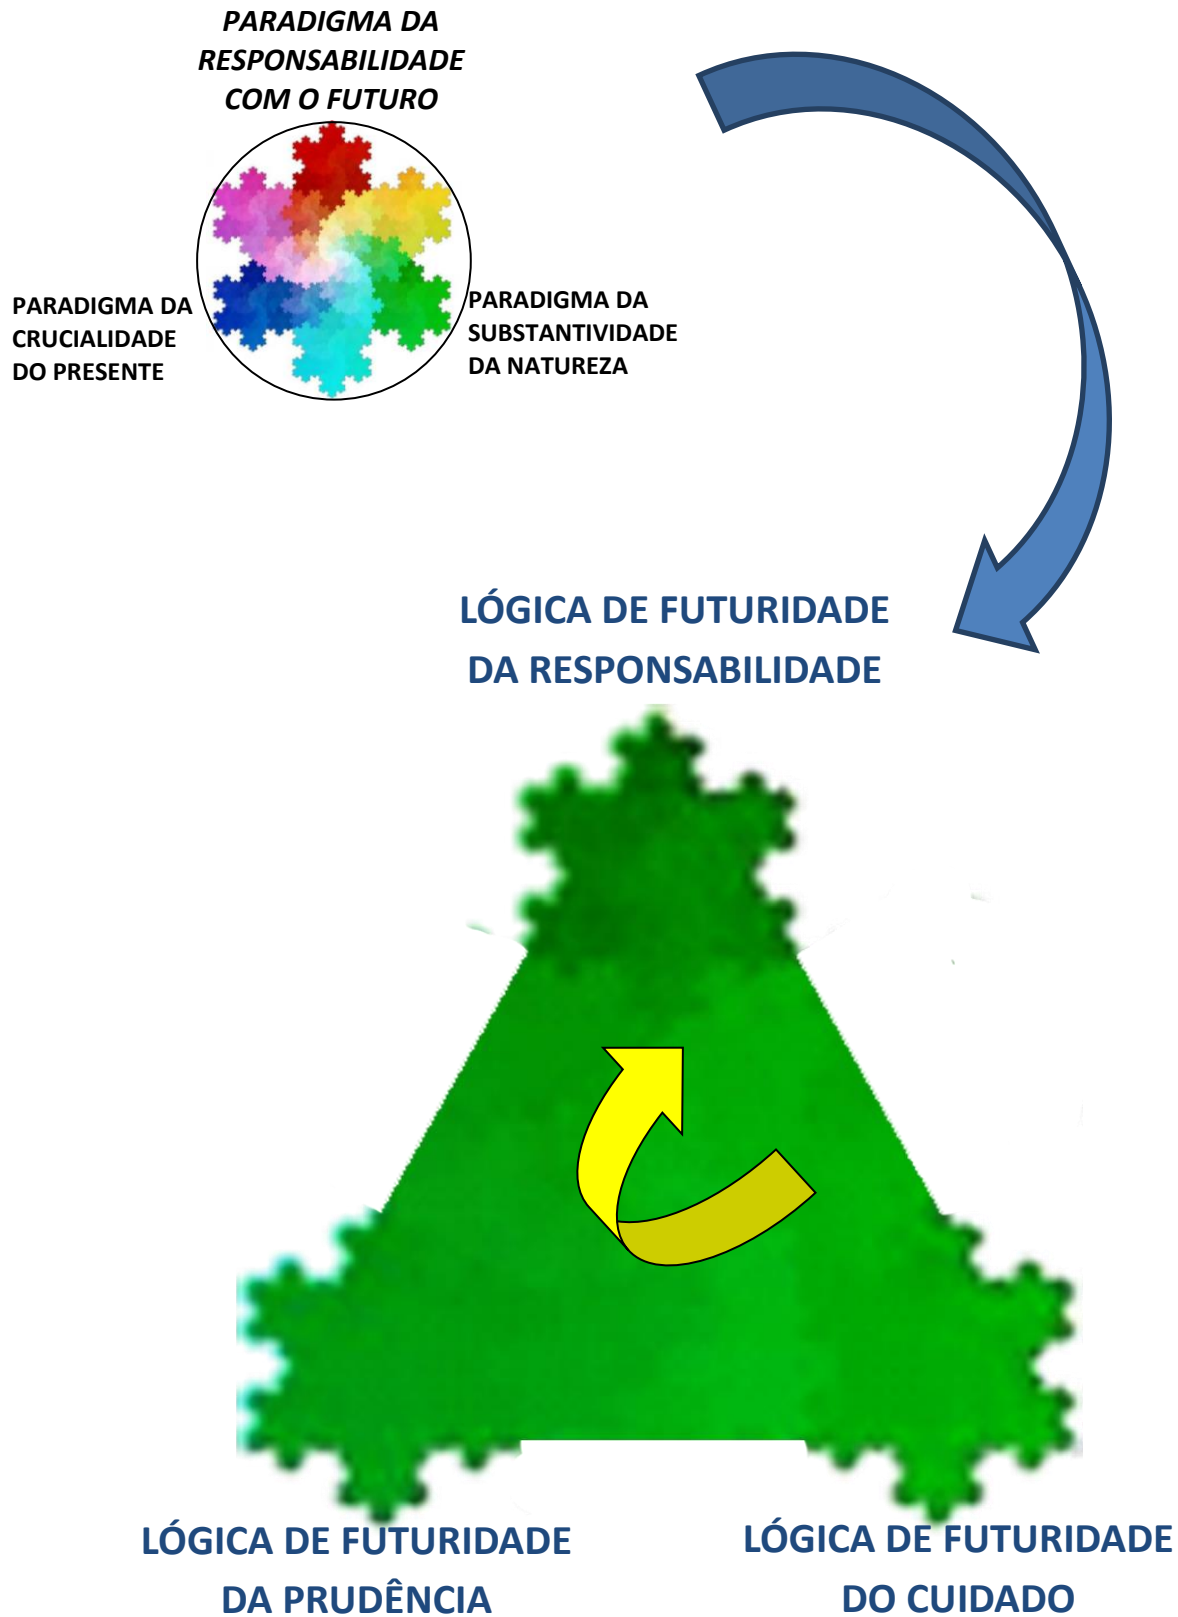 PARADIGMA DA
RESPONSABILIDADE
COM O FUTURO
PARADIGMA DA
CRUCIALIDADE
DO PRESENTE
PARADIGMA DA
SUBSTANTIVIDADE
DA NATUREZA
LÓGICA DE FUTURIDADE
DA RESPONSABILIDADE
LÓGICA DE FUTURIDADE
DA PRUDÊNCIA
LÓGICA DE FUTURIDADE
DO CUIDADO